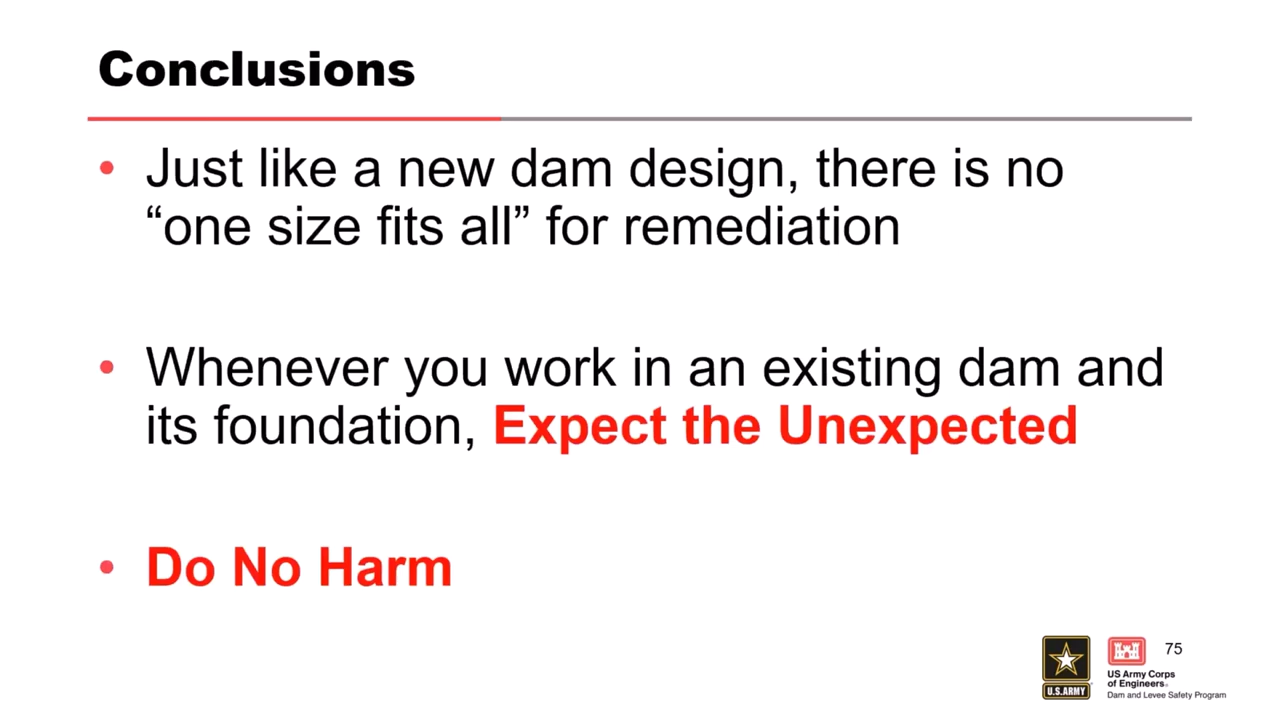 Conclusions
• Just like a new dam design, there is no
“one size fits all” for remediation
• Whenever you work in an existing dam and
its foundation, Expect the Unexpected
• Do No Harm
75
U.S.ARMY
US Army Corps
of Engineers®
Dam and Levee Safety Program